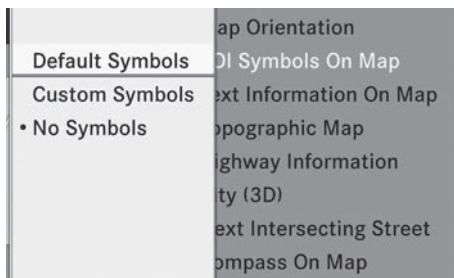 ap Orientation
Default Symbols
OI Symbols On Map
Custom Symbols
ext Information On Map
• No Symbols
opographic Map
ighway Information
ty (3D)
ext Intersecting Street
ompass On Map